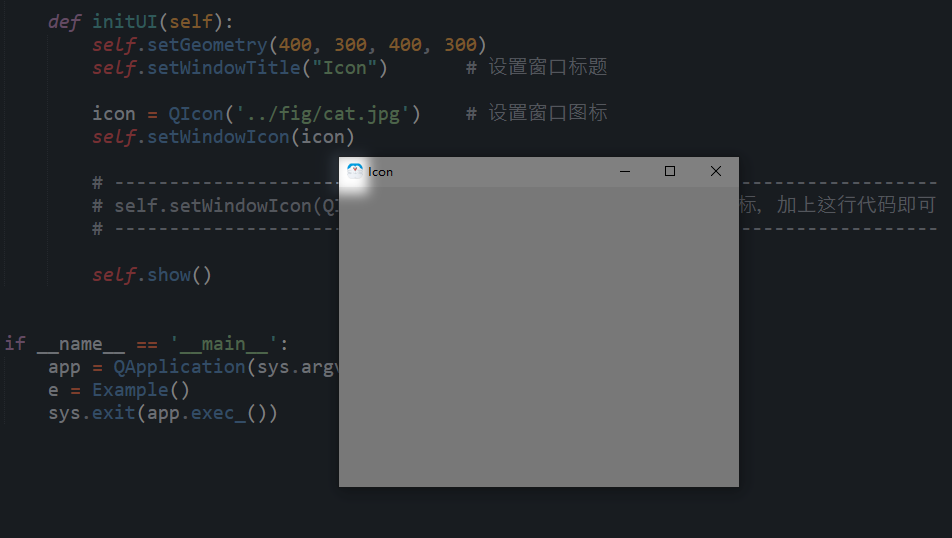 def initUI(self):
self.setGeometry(400, 300, 400, 300)
self.setWindowTitle("Icon") # 设置窗口标题
icon = QIcon('../fig/cat.jpg') # 设置窗口图标
self.setWindowIcon(icon)
Icon
# self.setWindowIcon( 标, 加上这行代码即可
self.show()
if __name__ == '__main__':
app = QApplication(sys.argv
e = Example()
sys.exit(app.exec_())